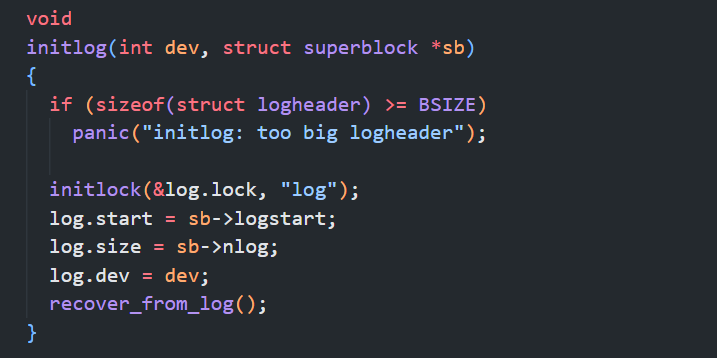 void
initlog(int dev, struct superblock *sb)
{
  if (sizeof(struct logheader) >= BSIZE)
    panic("initlog: too big logheader");

  initlock(&log.lock, "log");
  log.start = sb->logstart;
  log.size = sb->nlog;
  log.dev = dev;
  recover_from_log();
}